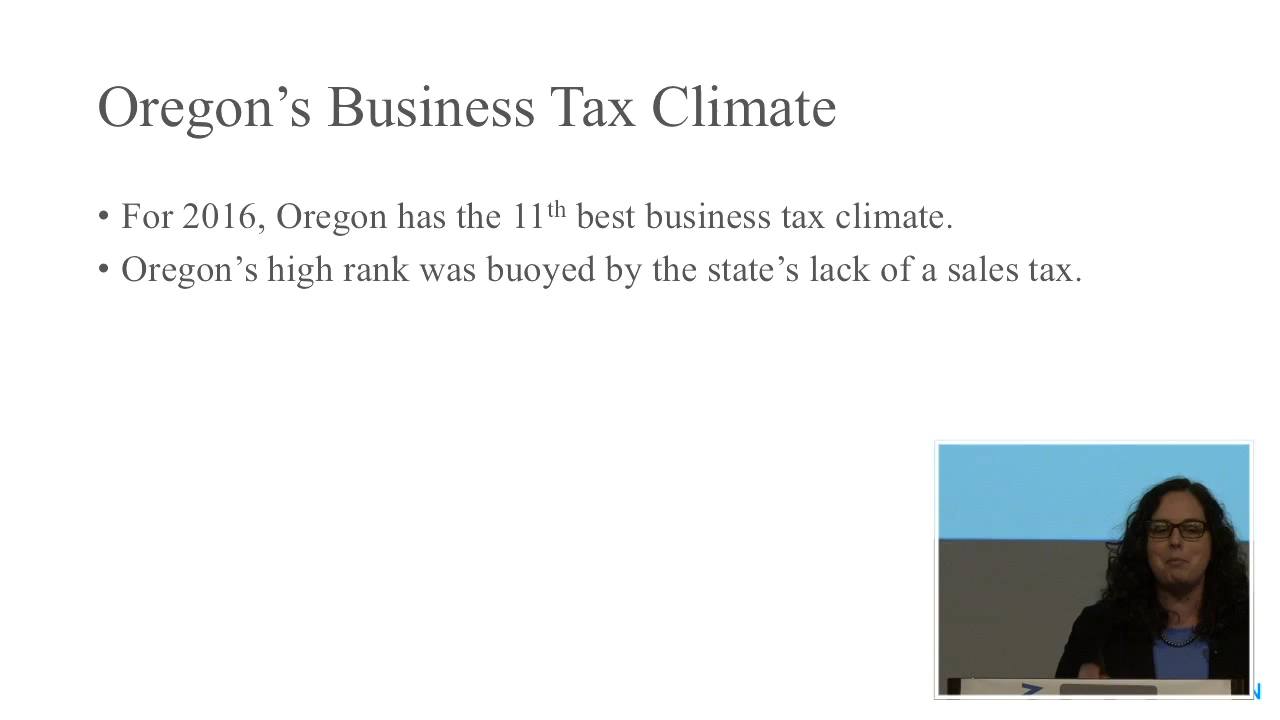 Oregon’s Business Tax Climate
• For 2016, Oregon has the 11th best business tax climate.
• Oregon’s high rank was buoyed by the state’s lack of a sales tax.
N